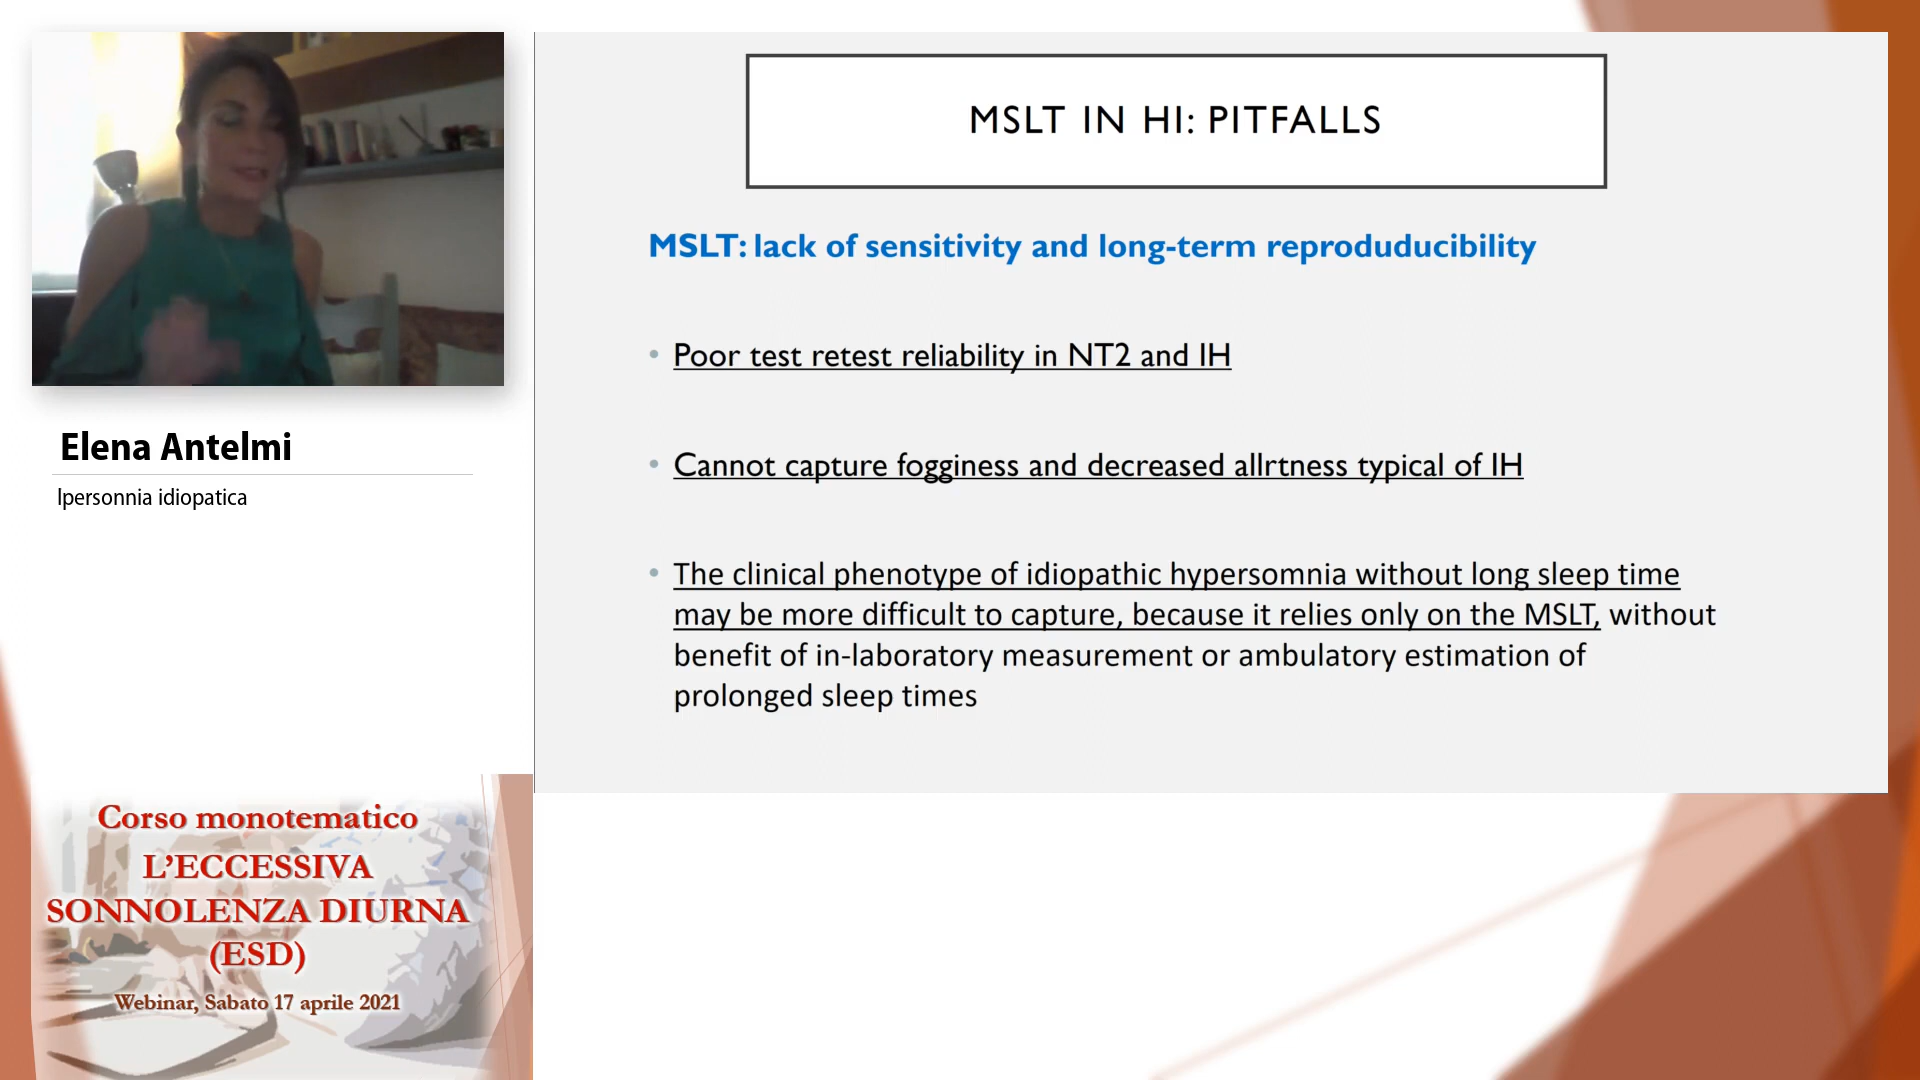 MSLT IN HI: PITFALLS
MSLT: lack of sensitivity and long-term reproduducibility
• Poor test retest reliability in NT2 and IH
• Cannot capture fogginess and decreased allrtness typical of IH
• The clinical phenotype of idiopathic hypersomnia without long sleep time
may be more difficult to capture, because it relies only on the MSLT, without
benefit of in-laboratory measurement or ambulatory estimation of
prolonged sleep times
Elena Antelmi
Ipersonnia idiopatica
Corso monotematico
L’ECCESSIVA
SONNOLENZA DIURNA
(ESD)
Webinar, Sabato 17 aprile 2021